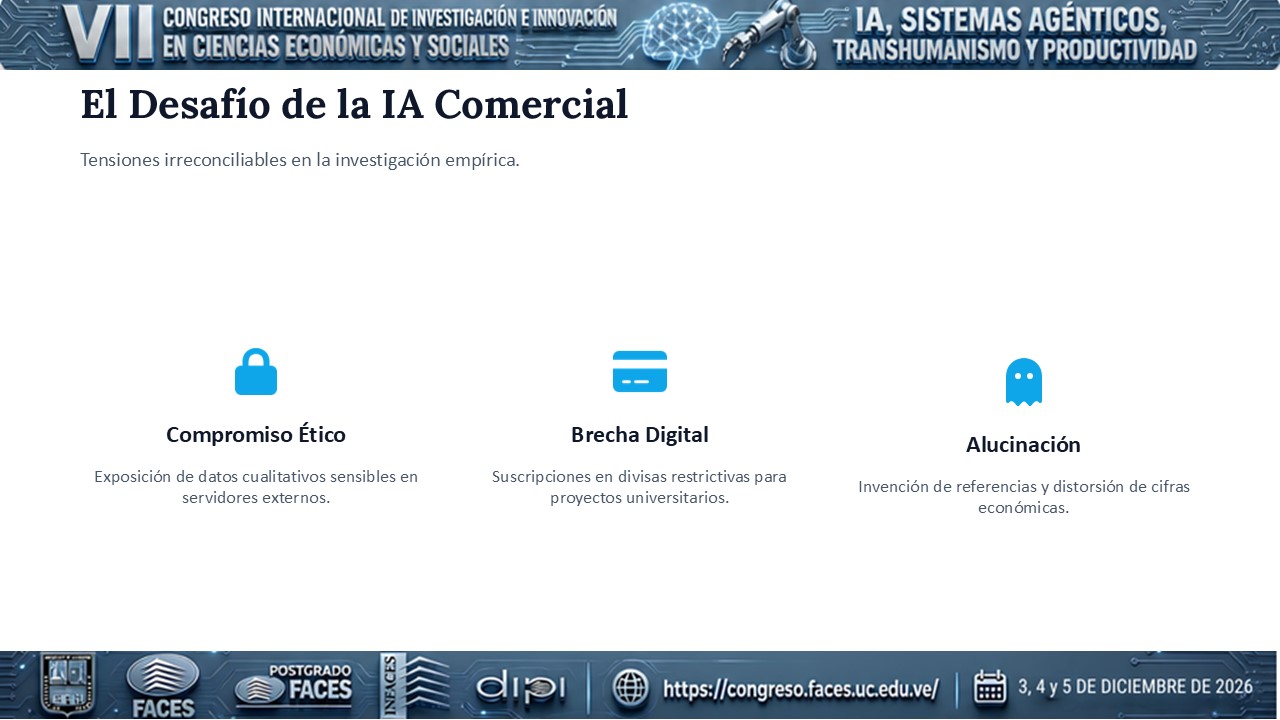 VII CONGRESO INTERNACIONAL DE INVESTIGACIÓN E INNOVACIÓN
EN CIENCIAS ECONÓMICAS Y SOCIALES
IA, SISTEMAS AGÉNTICOS,
TRANSHUMANISMO Y PRODUCTIVIDAD
El Desafío de la IA Comercial
Tensiones irreconciliables en la investigación empírica.
Compromiso Ético
Exposición de datos cualitativos sensibles en
servidores externos.
Brecha Digital
Suscripciones en divisas restrictivas para
proyectos universitarios.
Alucinación
Invención de referencias y distorsión de cifras
económicas.
FACES
POSTGRADO
FACES
INFACES
dipi
https://congreso.faces.uc.edu.ve/
3, 4 y 5 DE DICIEMBRE DE 2026